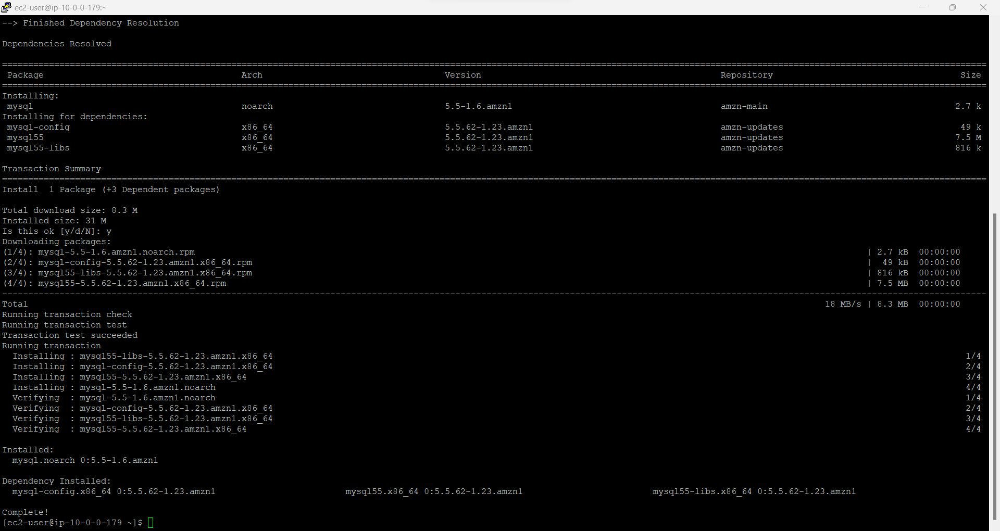 ec2-user@ip-10-0-0-179:~
--> Finished Dependency Resolution
Dependencies Resolved
Package Arch Version Repository Size
Installing:
mysql noarch 5.5-1.6.amzn1 amzn-main 2.7 k
Installing for dependencies:
mysql-config x86_64 5.5.62-1.23.amzn1 amzn-updates 49 k
mysql55 x86_64 5.5.62-1.23.amzn1 amzn-updates 7.5 M
mysql55-libs x86_64 5.5.62-1.23.amzn1 amzn-updates 816 k
Transaction Summary
Install 1 Package (+3 Dependent packages)
Total download size: 8.3 M
Installed size: 31 M
Is this ok [y/d/N]: y
Downloading packages:
(1/4): mysql-5.5-1.6.amzn1.noarch.rpm | 2.7 kB 00:00:00
(2/4): mysql-config-5.5.62-1.23.amzn1.x86_64.rpm | 49 kB 00:00:00
(3/4): mysql55-libs-5.5.62-1.23.amzn1.x86_64.rpm | 816 kB 00:00:00
(4/4): mysql55-5.5.62-1.23.amzn1.x86_64.rpm | 7.5 MB 00:00:00
Total 18 MB/s | 8.3 MB 00:00:00
Running transaction check
Running transaction test
Transaction test succeeded
Running transaction
Installing : mysql55-libs-5.5.62-1.23.amzn1.x86_64 1/4
Installing : mysql-config-5.5.62-1.23.amzn1.x86_64 2/4
Installing : mysql55-5.5.62-1.23.amzn1.x86_64 3/4
Installing : mysql-5.5-1.6.amzn1.noarch 4/4
Verifying : mysql-5.5-1.6.amzn1.noarch 1/4
Verifying : mysql-config-5.5.62-1.23.amzn1.x86_64 2/4
Verifying : mysql55-libs-5.5.62-1.23.amzn1.x86_64 3/4
Verifying : mysql55-5.5.62-1.23.amzn1.x86_64 4/4
Installed:
mysql.noarch 0:5.5-1.6.amzn1
Dependency Installed:
mysql-config.x86_64 0:5.5.62-1.23.amzn1 mysql55.x86_64 0:5.5.62-1.23.amzn1 mysql55-libs.x86_64 0:5.5.62-1.23.amzn1
Complete!
[ec2-user@ip-10-0-0-179 ~]$